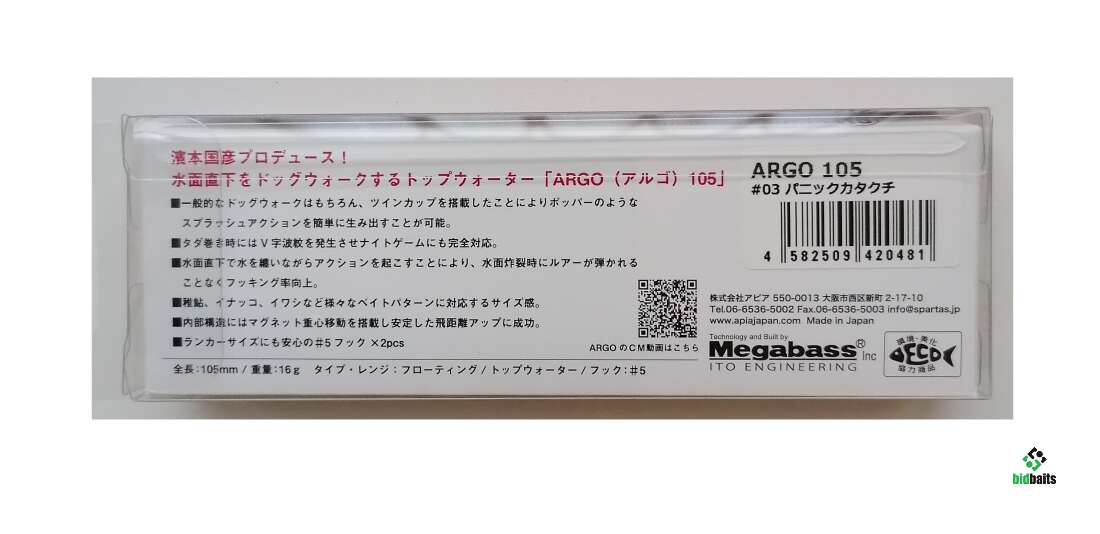 濱本国彦プロデュース！
水面直下をドッグウォークするトップウォーター「ARGO（アルゴ）105」
■一般的なドッグウォークはもちろん、ツインカップを搭載したことによりポッパーのような
スプラッシュアクションを簡単に生み出すことが可能。
■タダ巻き時にはV字波紋を発生させナイトゲームにも完全対応。
■水面直下で水を纏いながらアクションを起こすことにより、水面炸裂時にルアーが弾かれる
ことなくフッキング率向上。
■稚鮎、イナッコ、イワシなど様々なベイトパターンに対応するサイズ感。
■内部構造にはマグネット重心移動を搭載し安定した飛距離アップに成功。
■ランカーサイズにも安心の♯5フック ×2pcs
ARGOのCM動画はこちら
全長：105mm / 重量：16g タイプ・レンジ：フローティング / トップウォーター / フック：♯5
ARGO 105
#03 パニックカタクチ
4 582509 420481
株式会社アピア 550-0013 大阪市西区新町 2-17-10
Tel.06-6536-5002 Fax.06-6536-5003 info@spartas.jp
www.apiajapan.com Made in Japan
Technology and Built by
Megabass® Inc
ITO ENGINEERING
環境・美化
ECO
協力商品
bidbaits